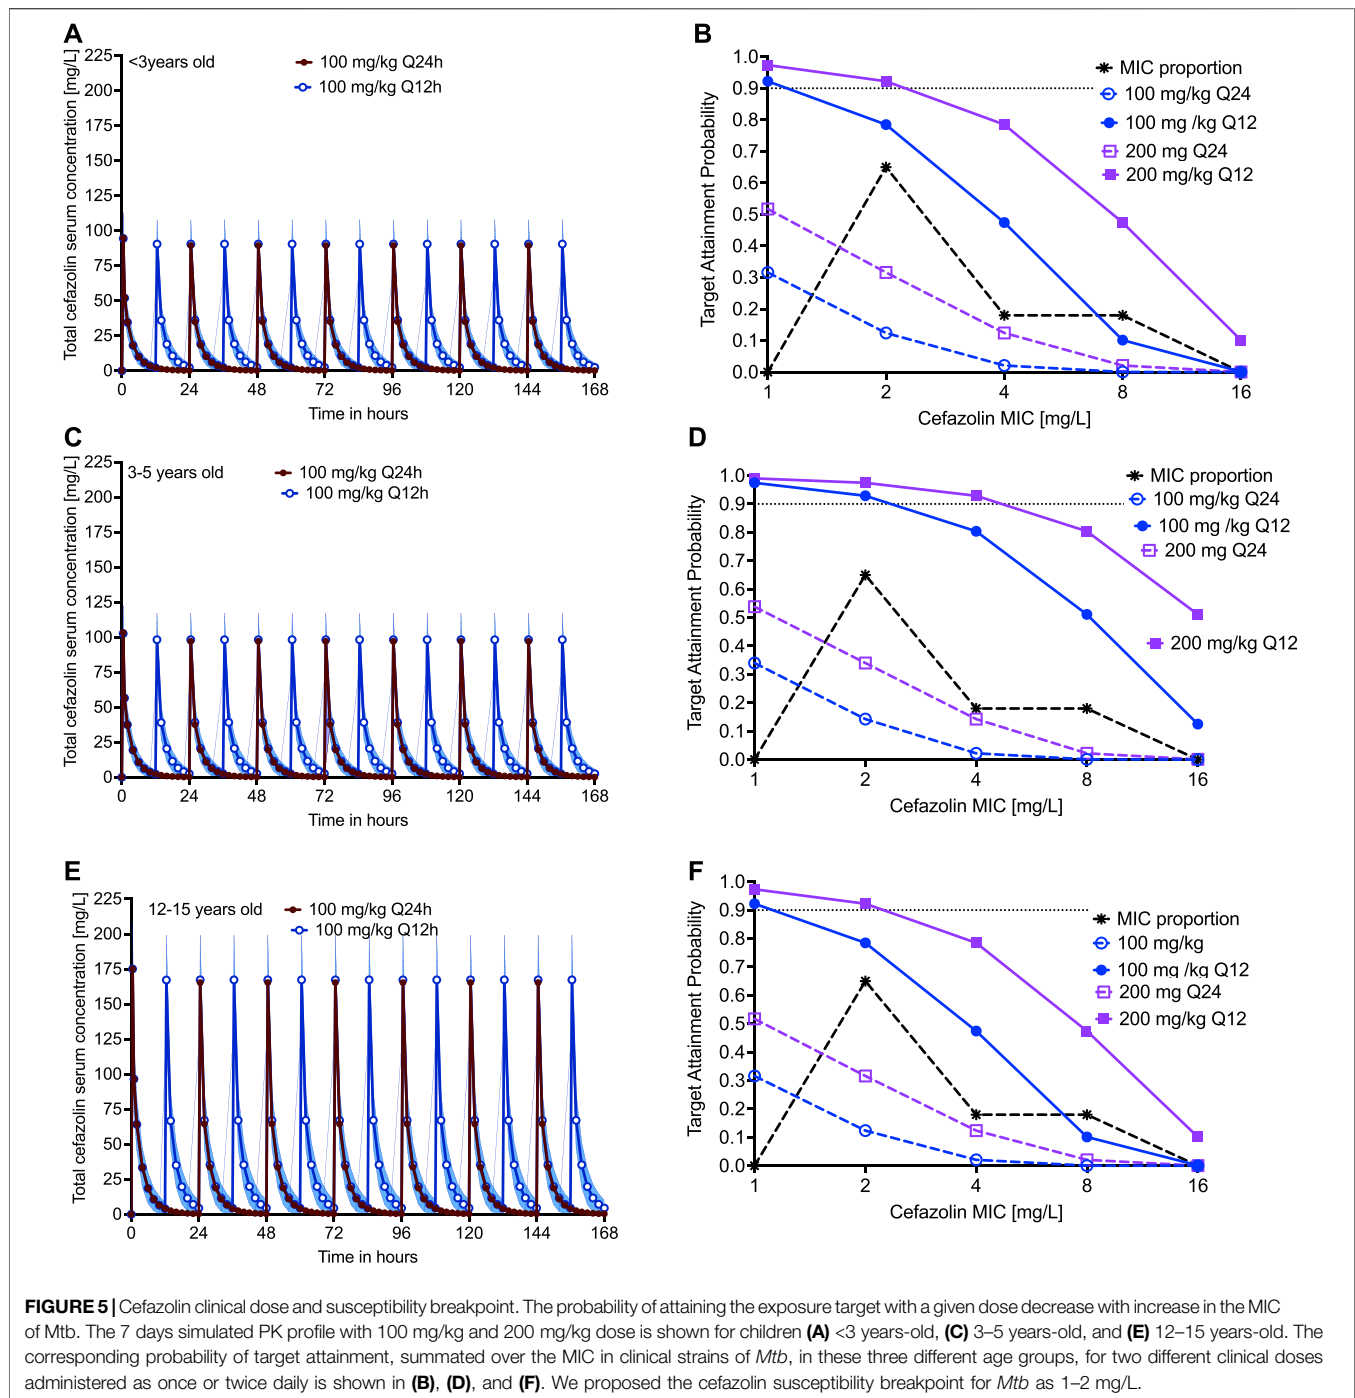 A
<3years old
100 mg/kg Q24h
100 mg/kg Q12h
Total cefazolin serum concentration [mg/L]
225
200
175
150
125
100
75
50
25
0
0 24 48 72 96 120 144 168
Time in hours
B
Target Attainment Probability
1.0
0.9
0.8
0.7
0.6
0.5
0.4
0.3
0.2
0.1
0.0
1 2 4 8 16
Cefazolin MIC [mg/L]
MIC proportion
100 mg/kg Q24
100 mg /kg Q12
200 mg Q24
200 mg/kg Q12
C
3-5 years old
100 mg/kg Q24h
100 mg/kg Q12h
Total cefazolin serum concentration [mg/L]
225
200
175
150
125
100
75
50
25
0
0 24 48 72 96 120 144 168
Time in hours
D
Target Attainment Probability
1.0
0.9
0.8
0.7
0.6
0.5
0.4
0.3
0.2
0.1
0.0
1 2 4 8 16
Cefazolin MIC [mg/L]
MIC proportion
100 mg/kg Q24
100 mg /kg Q12
200 mg Q24
200 mg/kg Q12
E
12-15 years old
100 mg/kg Q24h
100 mg/kg Q12h
Total cefazolin serum concentration [mg/L]
225
200
175
150
125
100
75
50
25
0
0 24 48 72 96 120 144 168
Time in hours
F
Target Attainment Probability
1.0
0.9
0.8
0.7
0.6
0.5
0.4
0.3
0.2
0.1
0.0
1 2 4 8 16
Cefazolin MIC [mg/L]
MIC proportion
100 mg/kg
100 mg /kg Q12
200 mg Q24
200 mg/kg Q12
FIGURE 5 | Cefazolin clinical dose and susceptibility breakpoint. The probability of attaining the exposure target with a given dose decrease with increase in the MIC
of Mtb. The 7 days simulated PK profile with 100 mg/kg and 200 mg/kg dose is shown for children (A) <3 years-old, (C) 3–5 years-old, and (E) 12–15 years-old. The
corresponding probability of target attainment, summated over the MIC in clinical strains of Mtb, in these three different age groups, for two different clinical doses
administered as once or twice daily is shown in (B), (D), and (F). We proposed the cefazolin susceptibility breakpoint for Mtb as 1–2 mg/L.